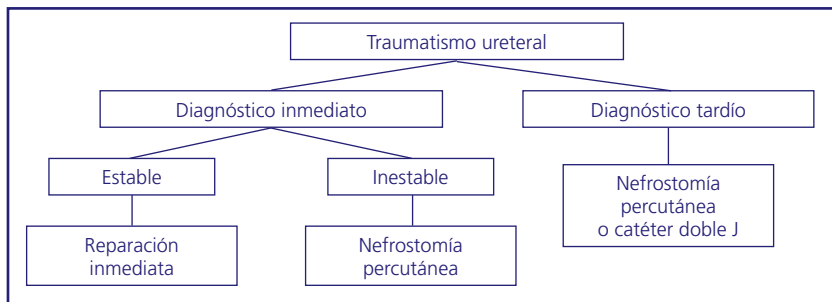 Traumatismo ureteral
Diagnóstico inmediato
Diagnóstico tardío
Estable
Inestable
Nefrostomía
percutánea
o catéter doble J
Reparación
inmediata
Nefrostomía
percutánea